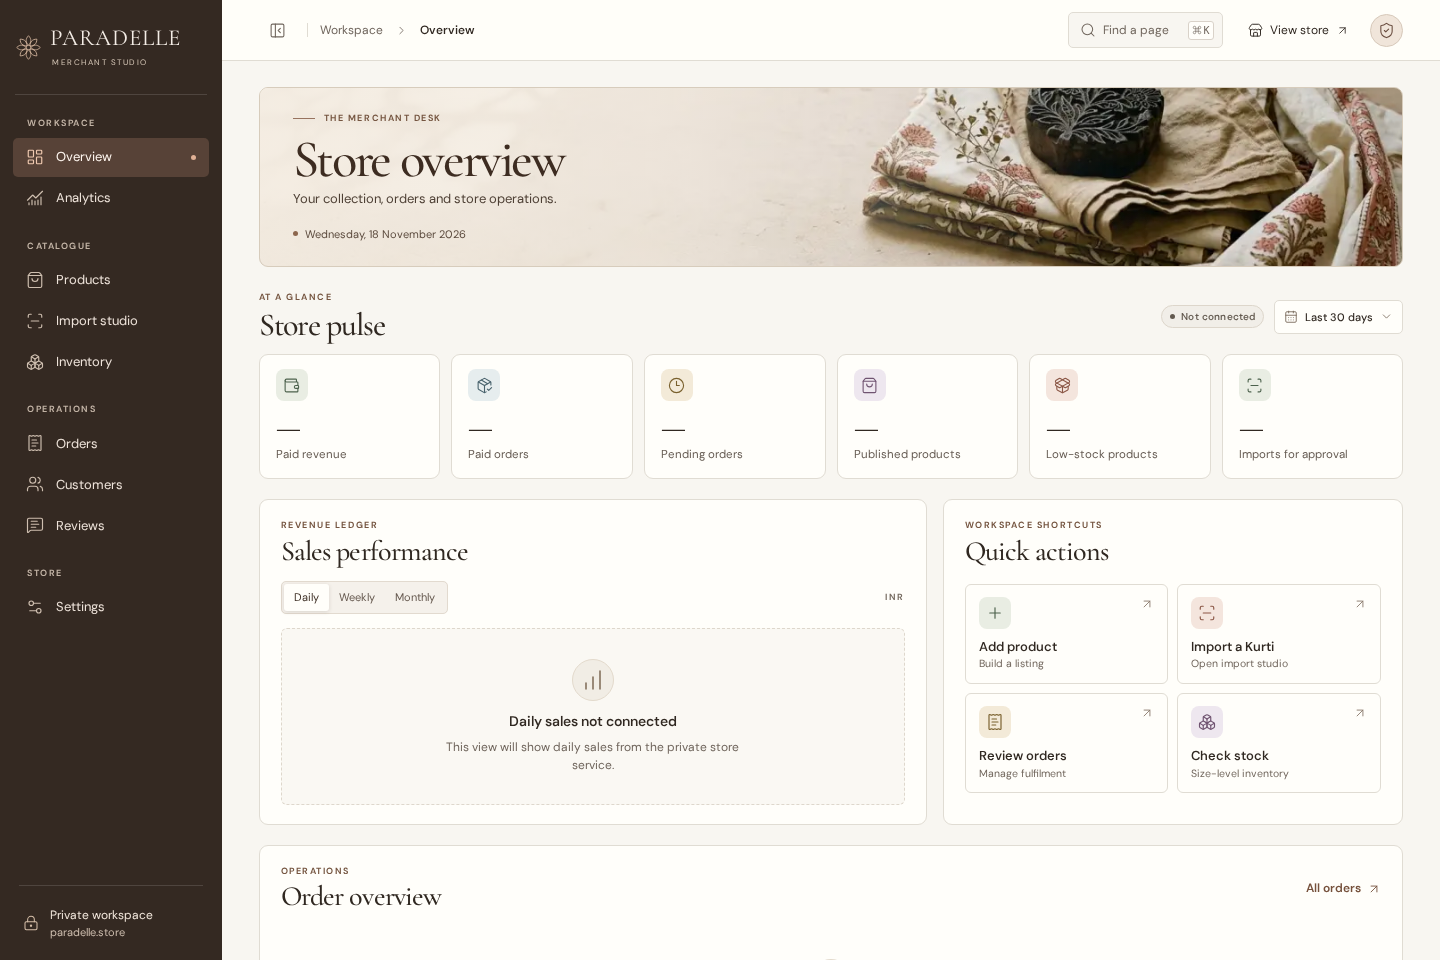 PARADELLE
MERCHANT STUDIO
WORKSPACE
Overview
Analytics
CATALOGUE
Products
Import studio
Inventory
OPERATIONS
Orders
Customers
Reviews
STORE
Settings
Private workspace
paradelle.store
Workspace
Overview
Find a page
⌘K
View store
THE MERCHANT DESK
Store overview
Your collection, orders and store operations.
Wednesday, 18 November 2026
AT A GLANCE
Store pulse
Not connected
Last 30 days
—
Paid revenue
—
Paid orders
—
Pending orders
—
Published products
—
Low-stock products
—
Imports for approval
REVENUE LEDGER
Sales performance
Daily
Weekly
Monthly
INR
Daily sales not connected
This view will show daily sales from the private store
service.
WORKSPACE SHORTCUTS
Quick actions
Add product
Build a listing
Import a Kurti
Open import studio
Review orders
Manage fulfilment
Check stock
Size-level inventory
OPERATIONS
Order overview
All orders